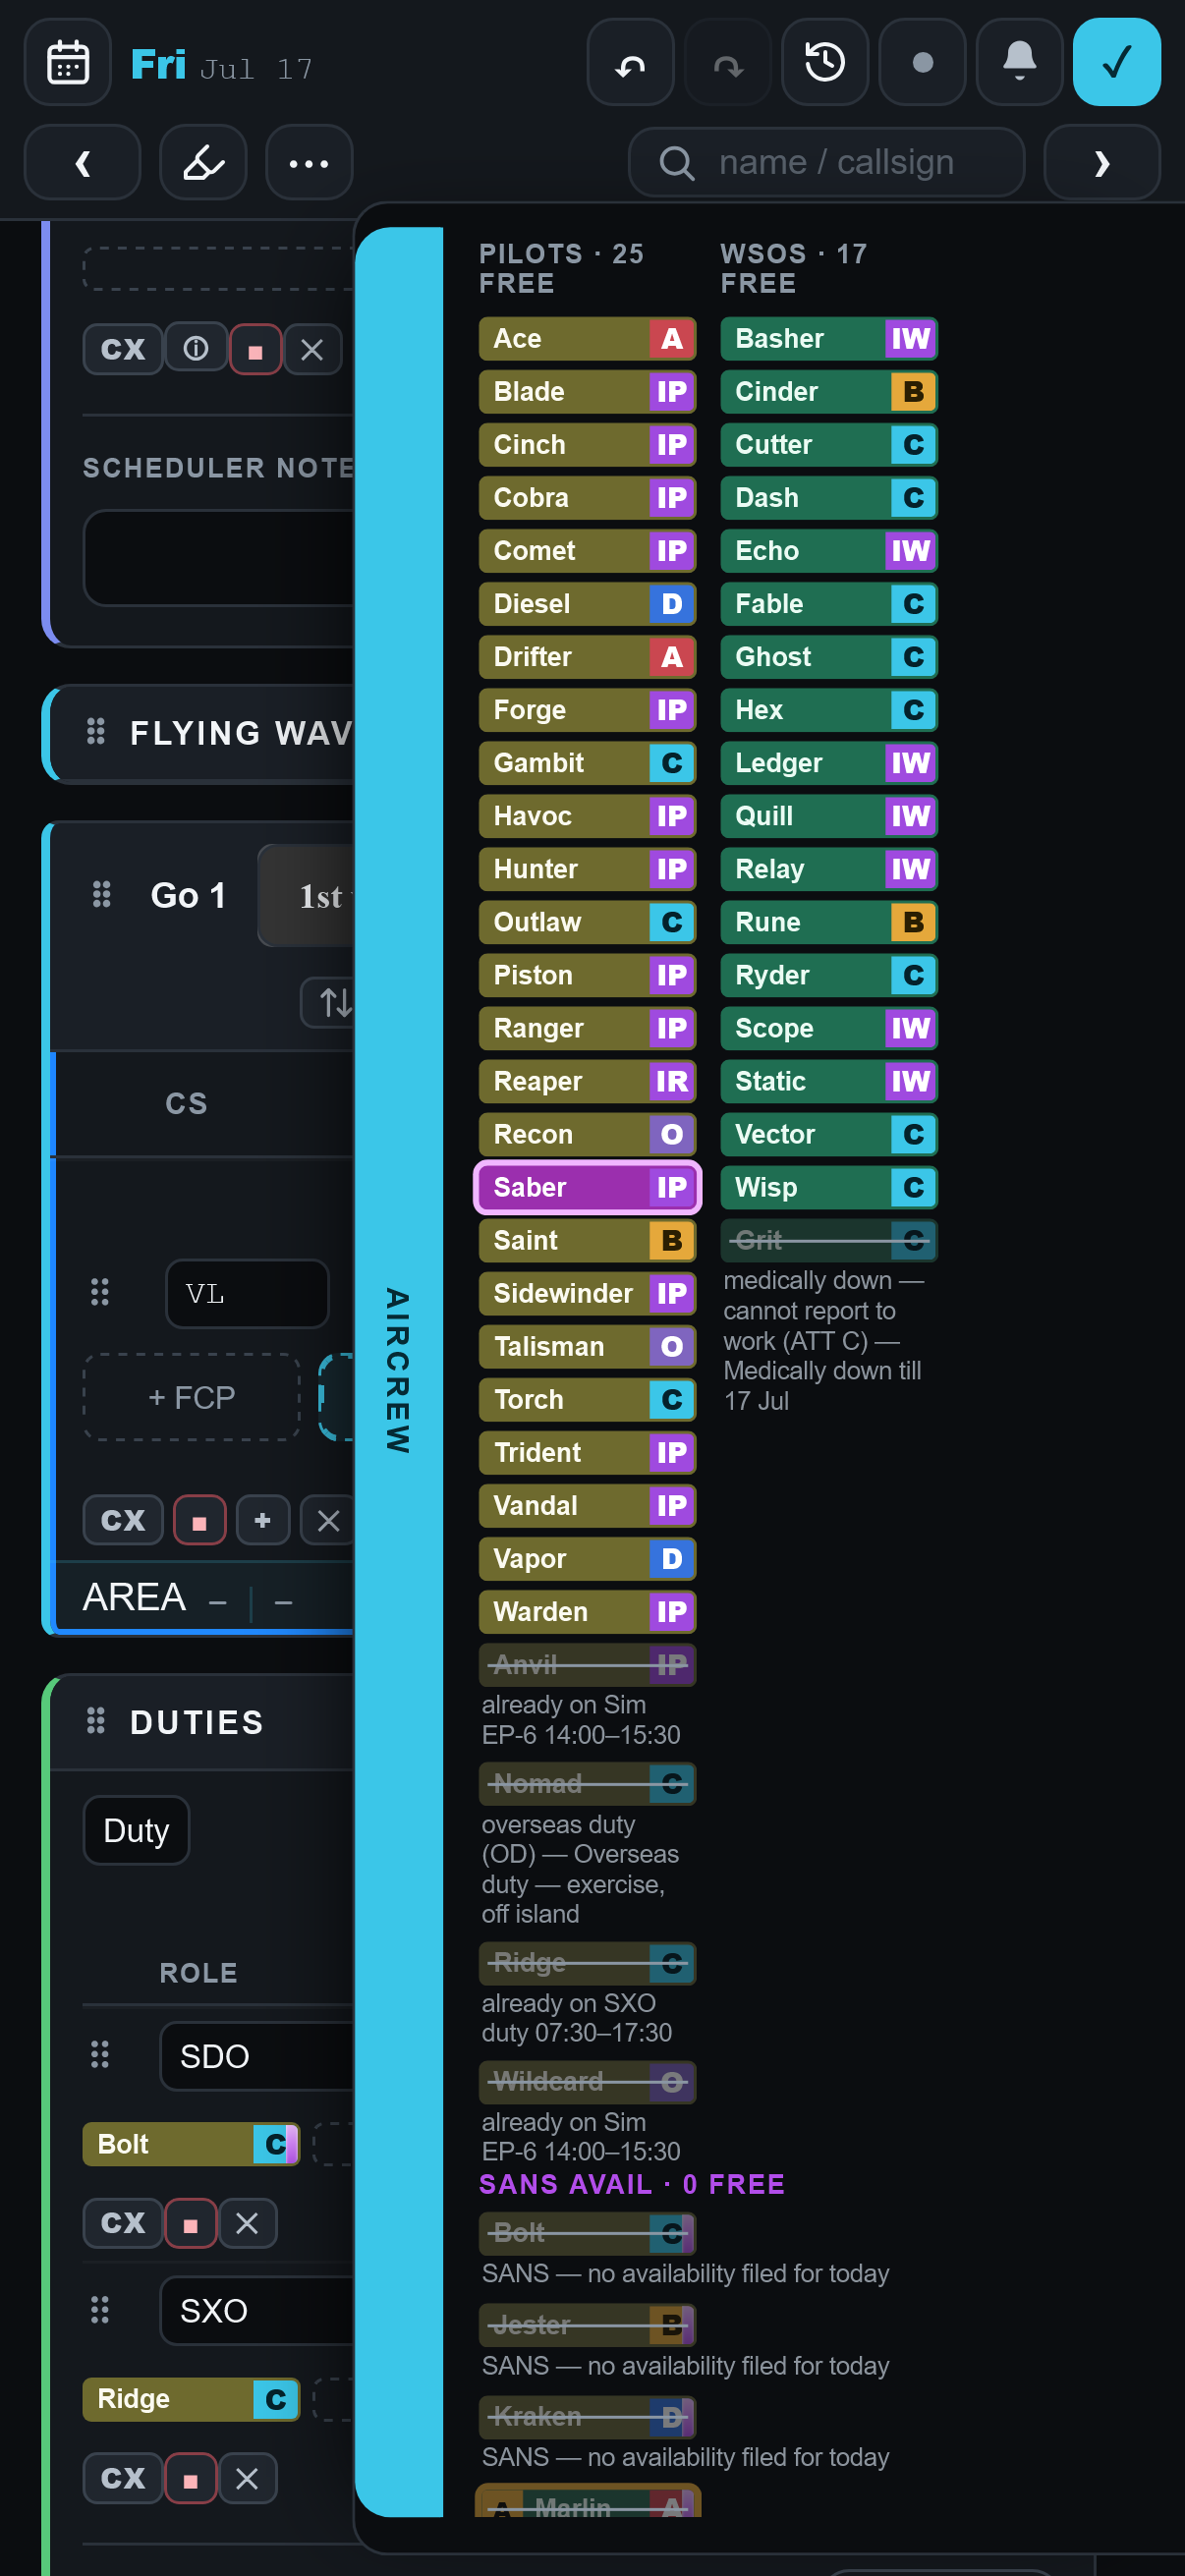 Fri Jul 17
name / callsign
CX
SCHEDULER NOTE
FLYING WAV
Go 1
1st
CS
VL
+ FCP
CX
+
AREA – | –
DUTIES
Duty
ROLE
SDO
Bolt C
CX
SXO
Ridge C
CX
AIRCREW
PILOTS · 25 FREE
Ace A
Blade IP
Cinch IP
Cobra IP
Comet IP
Diesel D
Drifter A
Forge IP
Gambit C
Havoc IP
Hunter IP
Outlaw C
Piston IP
Ranger IP
Reaper IR
Recon O
Saber IP
Saint B
Sidewinder IP
Talisman O
Torch C
Trident IP
Vandal IP
Vapor D
Warden IP
Anvil IP
already on Sim
EP-6 14:00–15:30
Nomad C
overseas duty
(OD) — Overseas
duty — exercise,
off island
Ridge C
already on SXO
duty 07:30–17:30
Wildcard O
already on Sim
EP-6 14:00–15:30
WSOS · 17 FREE
Basher IW
Cinder B
Cutter C
Dash C
Echo IW
Fable C
Ghost C
Hex C
Ledger IW
Quill IW
Relay IW
Rune B
Ryder C
Scope IW
Static IW
Vector C
Wisp C
Grit C
medically down —
cannot report to
work (ATT C) —
Medically down till
17 Jul
SANS AVAIL · 0 FREE
Bolt C
SANS — no availability filed for today
Jester B
SANS — no availability filed for today
Kraken D
SANS — no availability filed for today
A Marlin A